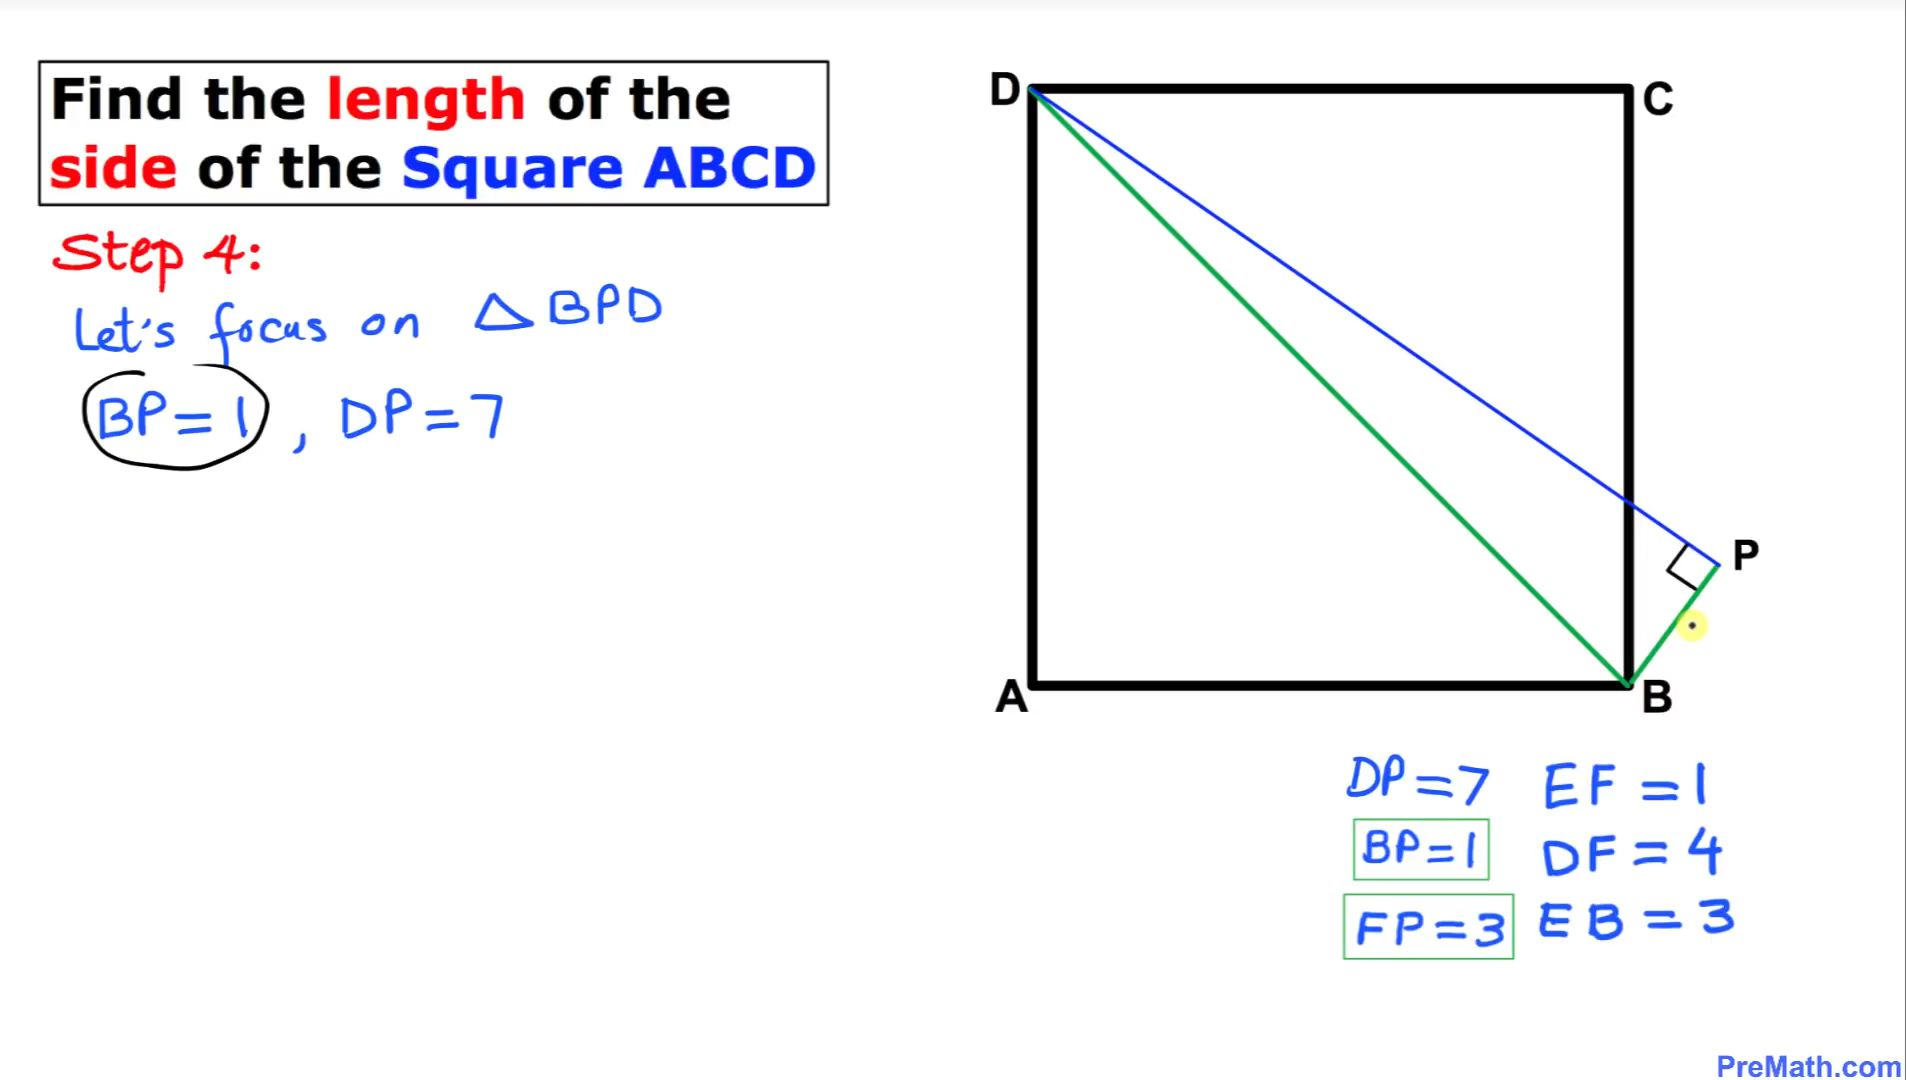 Find the length of the
side of the Square ABCD
Step 4:
Let's focus on △ BPD
BP = 1 , DP = 7
D
C
P
A
B
DP = 7 EF = 1
BP = 1 DF = 4
FP = 3 EB = 3
PreMath.com